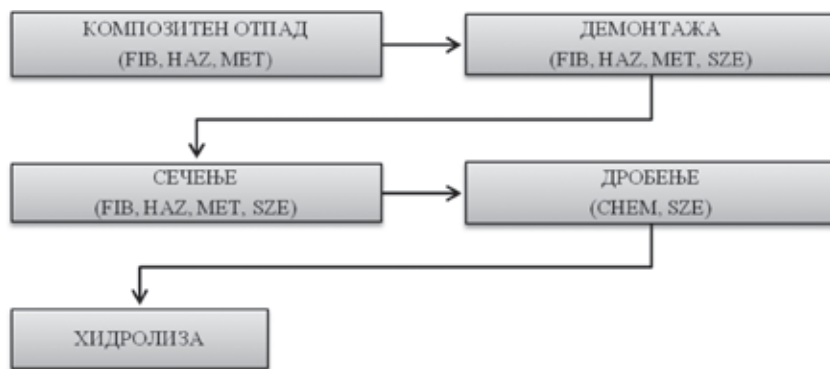 КОМПОЗИТЕН ОТПАД
(FIB, HAZ, MET)
ДЕМОНТАЖА
(FIB, HAZ, MET, SZE)
СЕЧЕЊЕ
(FIB, HAZ, MET, SZE)
ДРОБЕЊЕ
(CHEM, SZE)
ХИДРОЛИЗА